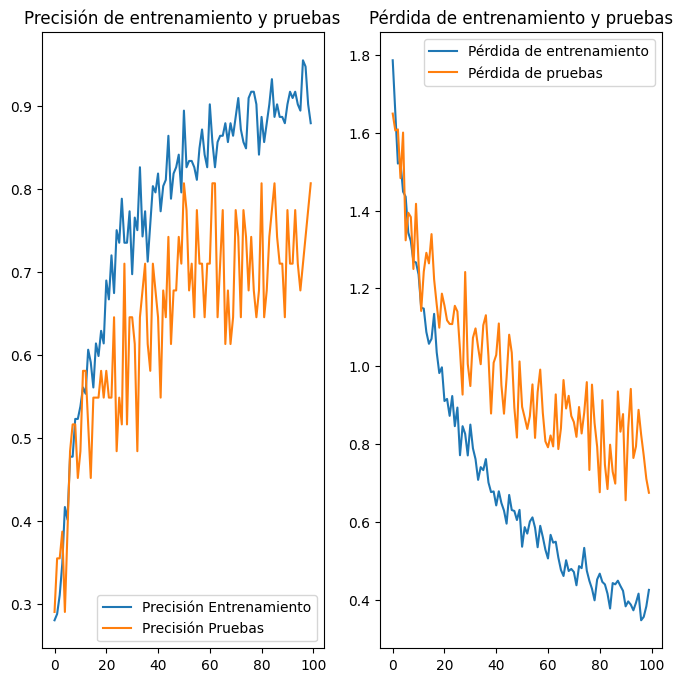 Precisión de entrenamiento y pruebas
0.9
0.8
0.7
0.6
0.5
0.4
0.3
0 20 40 60 80 100
Precisión Entrenamiento
Precisión Pruebas
Pérdida de entrenamiento y pruebas
1.8
1.6
1.4
1.2
1.0
0.8
0.6
0.4
0 20 40 60 80 100
Pérdida de entrenamiento
Pérdida de pruebas